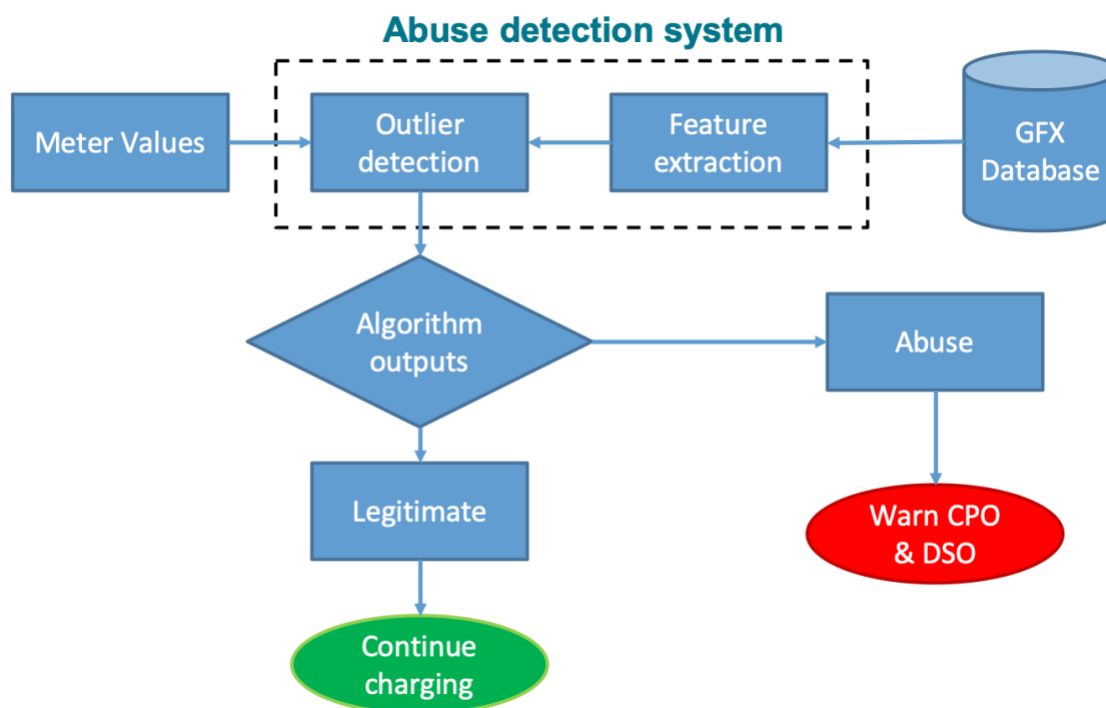 Abuse detection system
Meter Values
Outlier
detection
Feature
extraction
GFX
Database
Algorithm
outputs
Abuse
Legitimate
Warn CPO
& DSO
Continue
charging